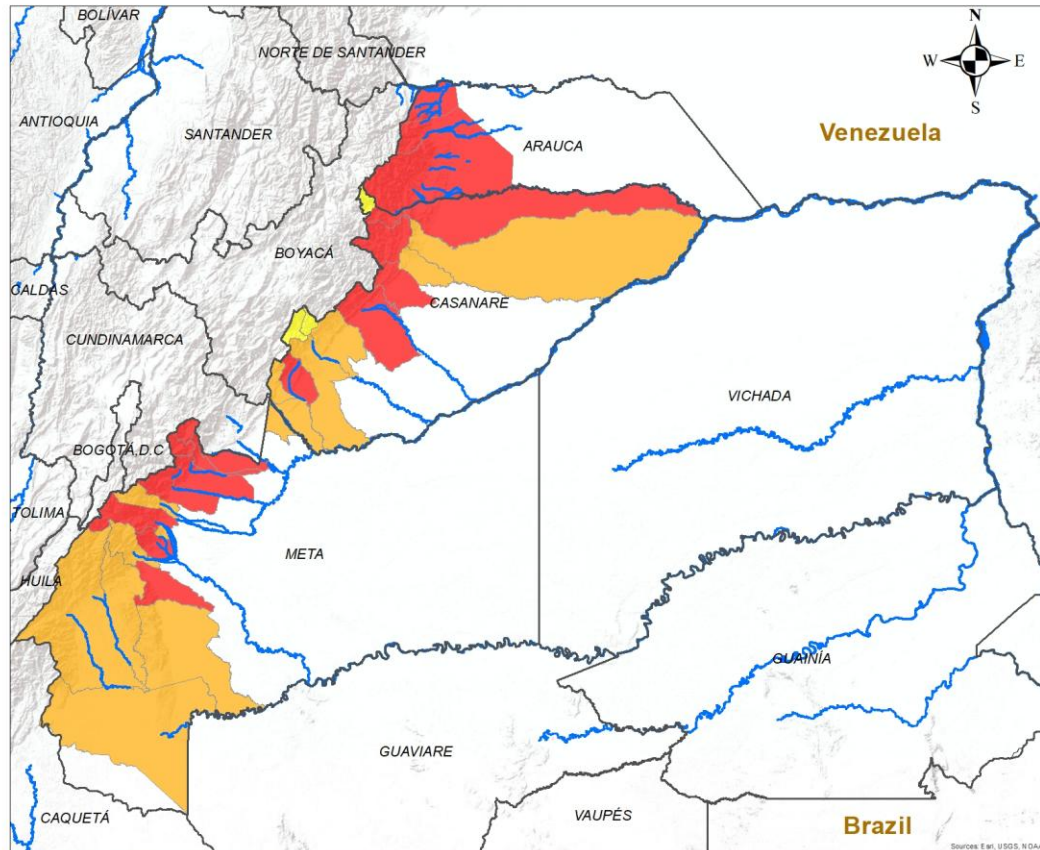 BOLÍVAR
N
NORTE DE SANTANDER
W
E
S
ANTIOQUIA
SANTANDER
ARAUCA
Venezuela
BOYACÁ
CALDAS
CASANARE
CUNDINAMARCA
VICHADA
BOGOTÁ,D.C
TOLIMA
META
HUILA
GUAINÍA
GUAVIARE
CAQUETÁ
VAUPÉS
Brazil
Sources: Esri, USGS, NOAA